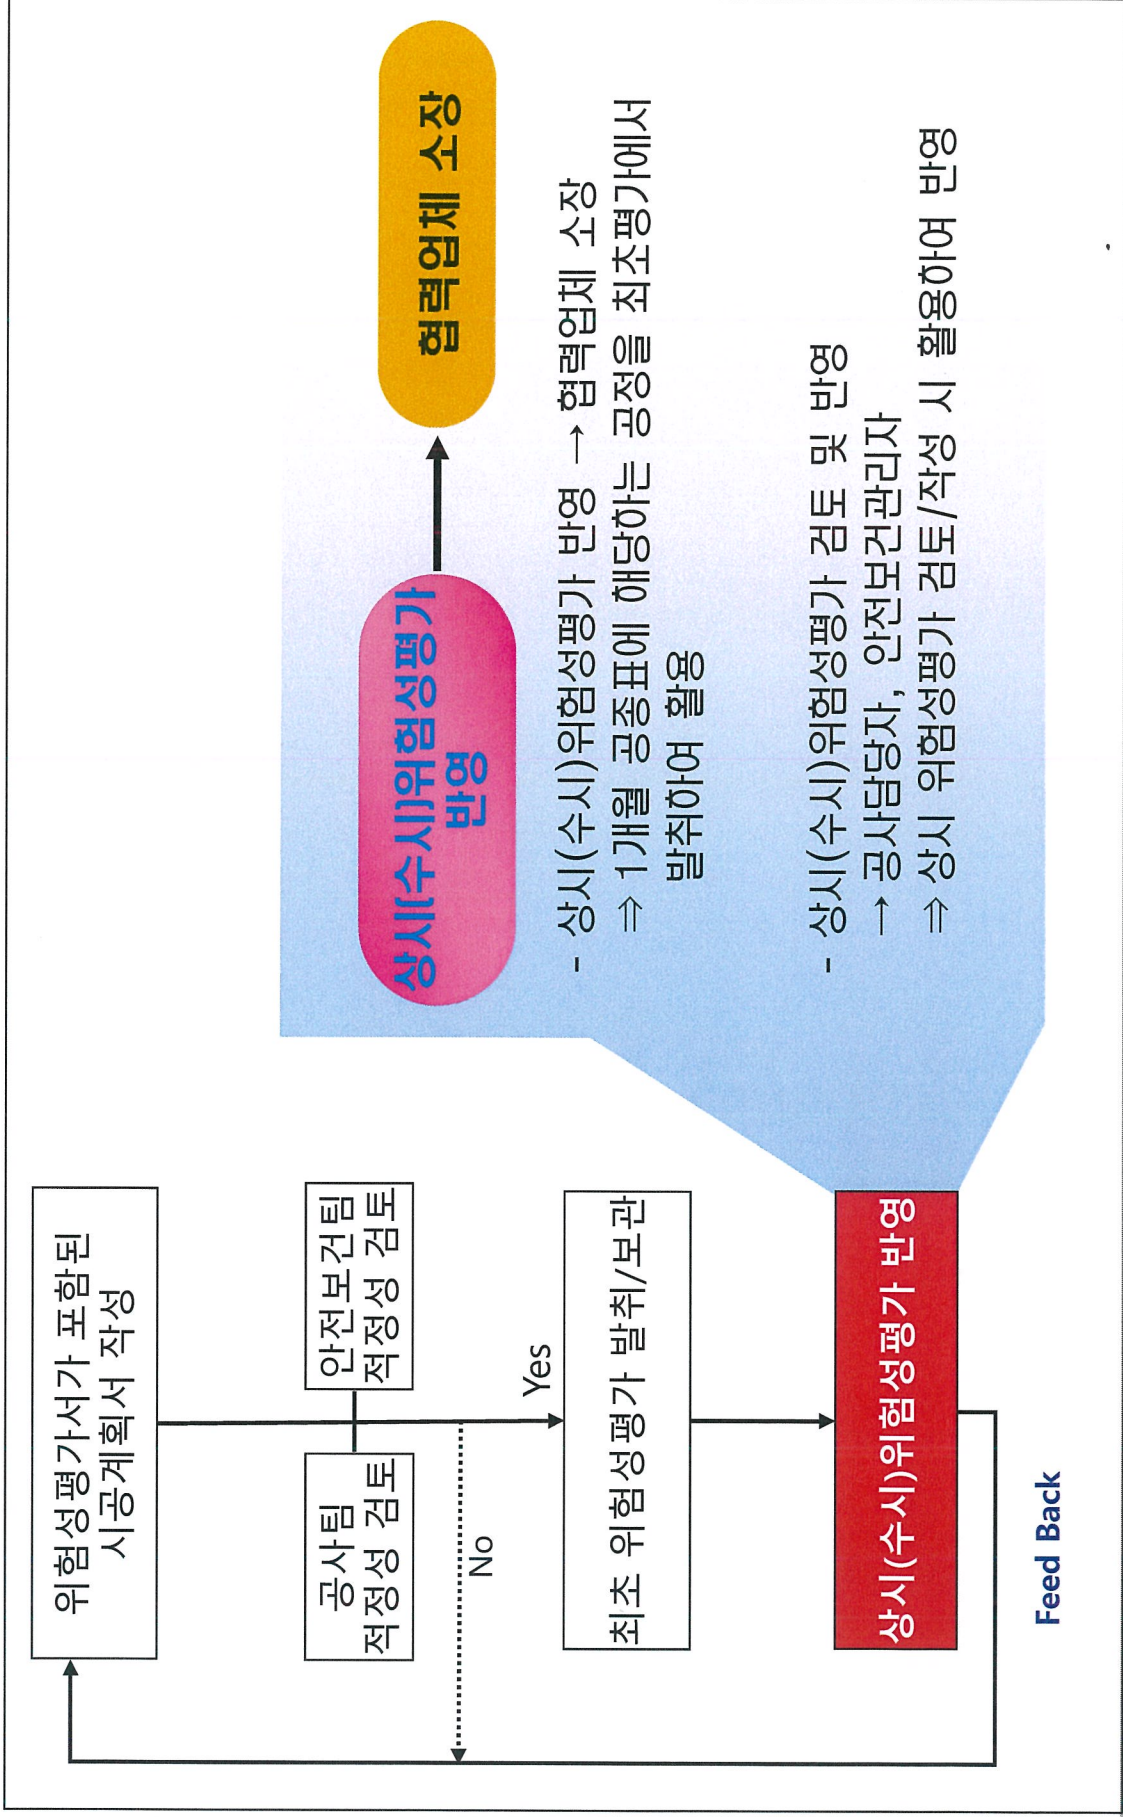 위험성평가서가 포함된
시공계획서 작성
공사팀
적정성 검토
안전보건팀
적정성 검토
No
Yes
최초 위험성평가 발취/보관
상시(수시)위험성평가 반영
Feed Back
상시(수시)위험성평가
반영
협력업체 소장
- 상시(수시)위험성평가 반영 → 협력업체 소장
⇒ 1개월 공종표에 해당하는 공정을 최초평가에서
발취하여 활용
- 상시(수시)위험성평가 검토 및 반영
→ 공사담당자, 안전보건관리자
⇒ 상시 위험성평가 검토/작성 시 활용하여 반영